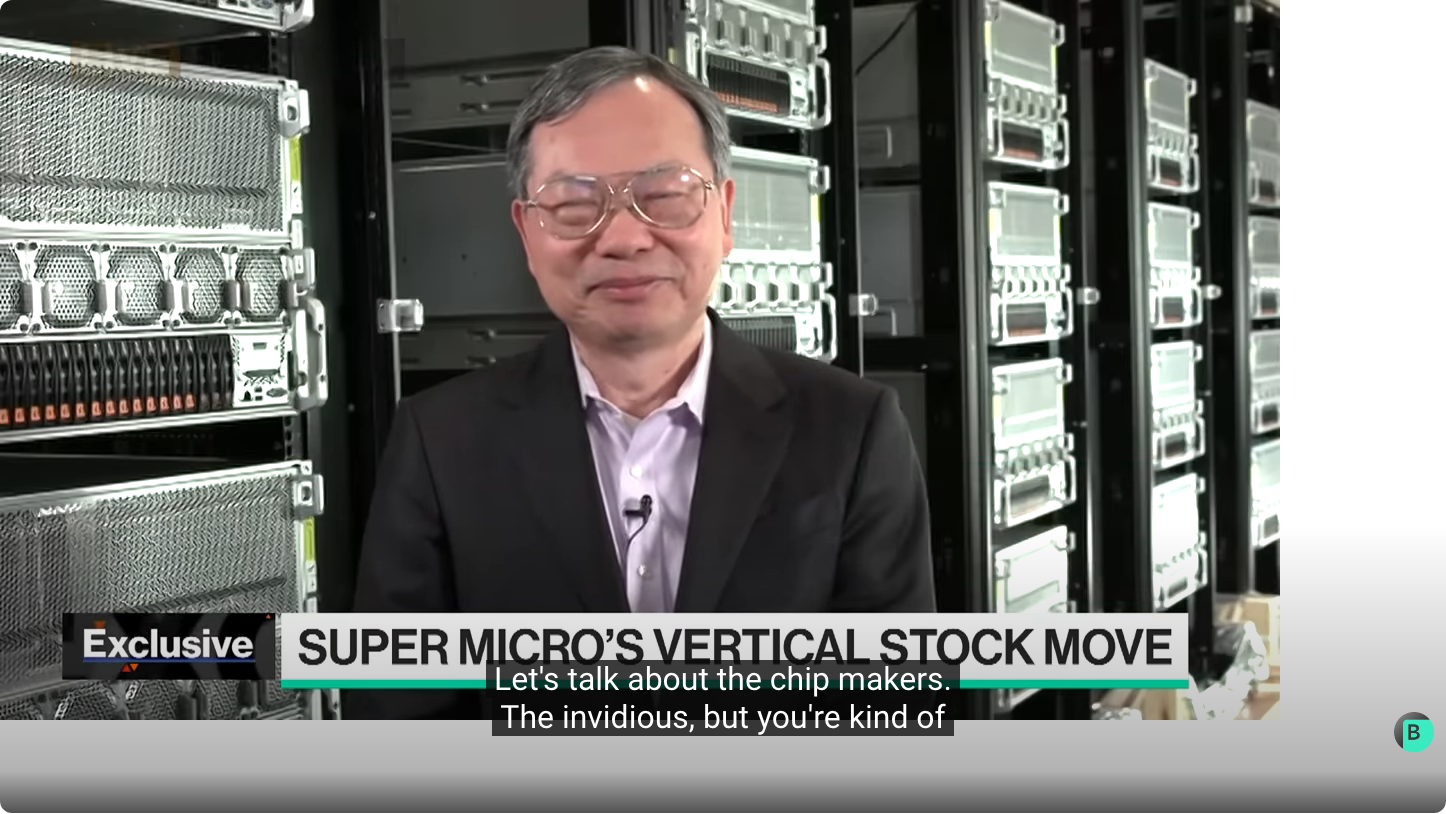 Exclusive
SUPER MICRO'S VERTICAL STOCK MOVE
Let's talk about the chip makers.
The invidious, but you're kind of
B